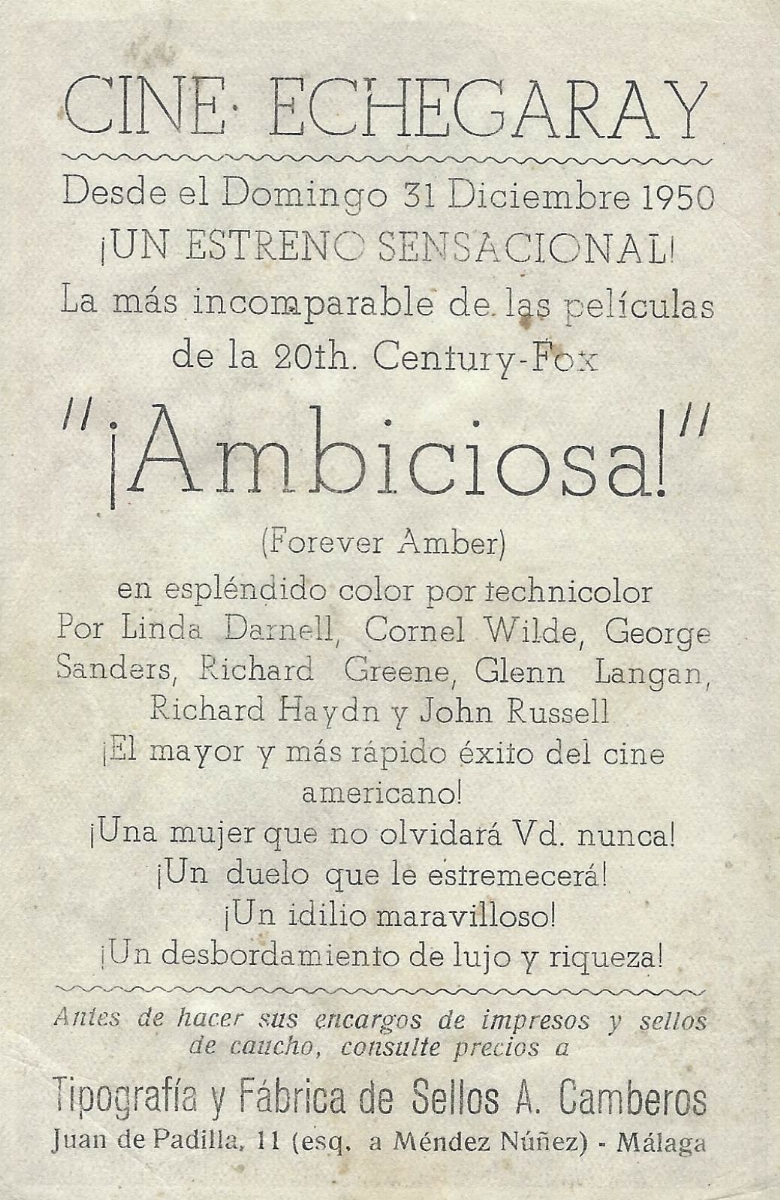 CINE ECHEGARAY
Desde el Domingo 31 Diciembre 1950
¡UN ESTRENO SENSACIONAL!
La más incomparable de las películas
de la 20th. Century-Fox
"¡Ambiciosa!"
(Forever Amber)
en espléndido color por technicolor
Por Linda Darnell, Cornel Wilde, George
Sanders, Richard Greene, Glenn Langan,
Richard Haydn y John Russell
¡El mayor y más rápido éxito del cine
americano!
¡Una mujer que no olvidará Vd. nunca!
¡Un duelo que le estremecerá!
¡Un idilio maravilloso!
¡Un desbordamiento de lujo y riqueza!
Antes de hacer sus encargos de impresos y sellos
de caucho, consulte precios a
Tipografía y Fábrica de Sellos A. Camberos
Juan de Padilla, 11 (esq. a Méndez Núñez) - Málaga